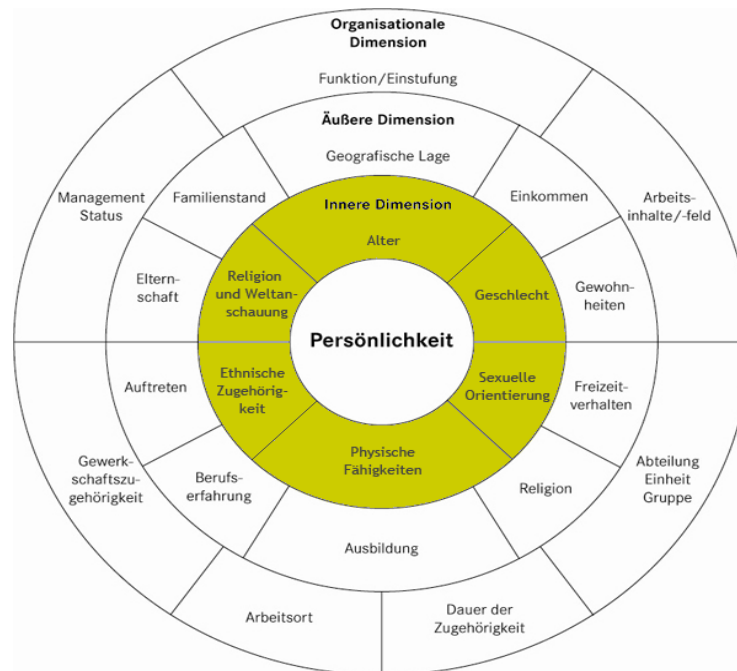 Organisationale
Dimension
Funktion/Einstufung
Äußere Dimension
Geografische Lage
Familienstand
Einkommen
Management
Status
Arbeits-
inhalte/-feld
Innere Dimension
Alter
Eltern-
schaft
Religion
und Weltan-
schauung
Geschlecht
Gewohn-
heiten
Persönlichkeit
Auftreten
Ethnische
Zugehörig-
keit
Sexuelle
Orientierung
Freizeit-
verhalten
Physische
Fähigkeiten
Gewerk-
schaftszu-
gehörigkeit
Berufs-
erfahrung
Religion
Abteilung
Einheit
Gruppe
Ausbildung
Arbeitsort
Dauer der
Zugehörigkeit